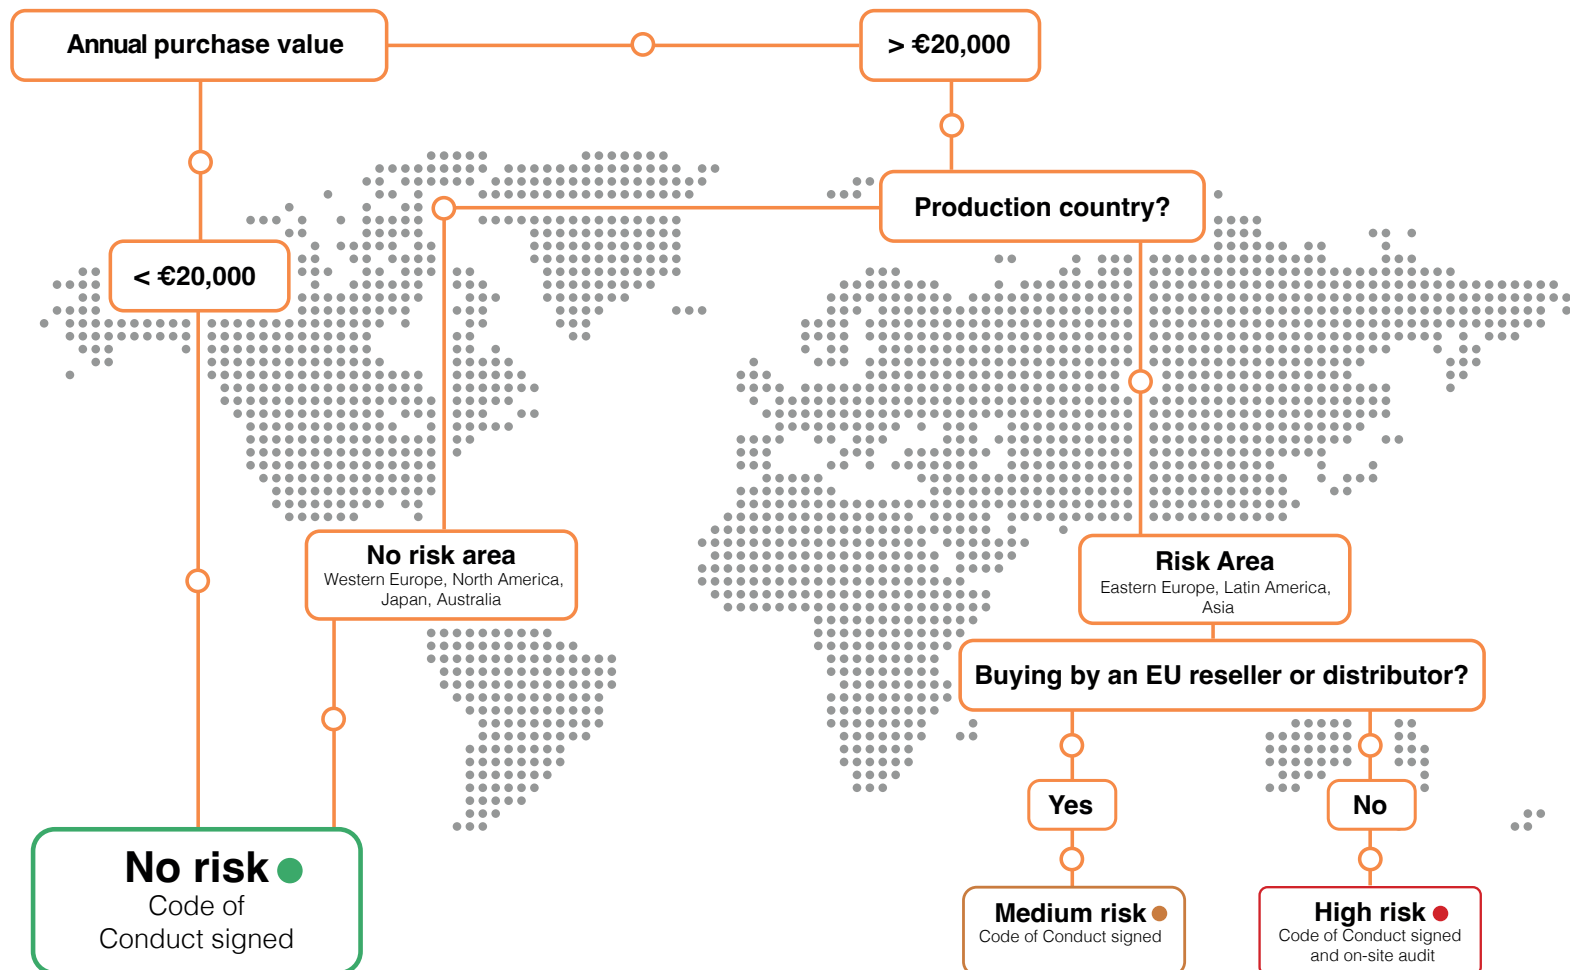 Annual purchase value
> €20,000
Production country?
< €20,000
No risk area
Western Europe, North America,
Japan, Australia
Risk Area
Eastern Europe, Latin America,
Asia
Buying by an EU reseller or distributor?
Yes
No
No risk
Code of
Conduct signed
Medium risk
Code of Conduct signed
High risk
Code of Conduct signed
and on-site audit